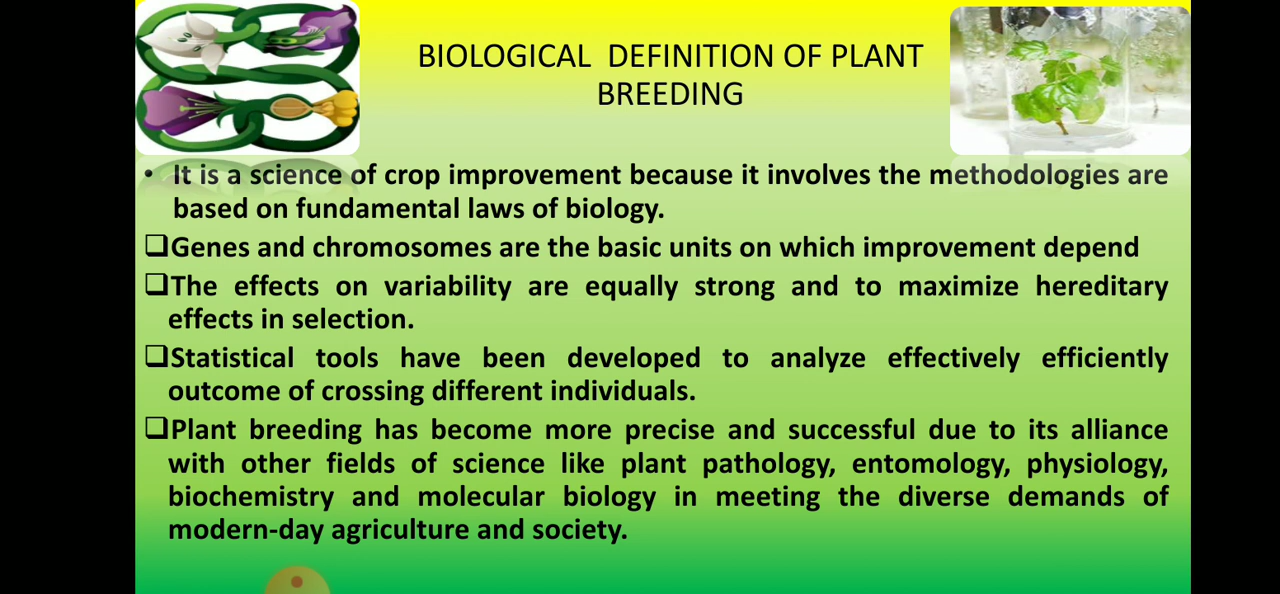 BIOLOGICAL DEFINITION OF PLANT
BREEDING
• It is a science of crop improvement because it involves the methodologies are
based on fundamental laws of biology.
❑Genes and chromosomes are the basic units on which improvement depend
❑The effects on variability are equally strong and to maximize hereditary
effects in selection.
❑Statistical tools have been developed to analyze effectively efficiently
outcome of crossing different individuals.
❑Plant breeding has become more precise and successful due to its alliance
with other fields of science like plant pathology, entomology, physiology,
biochemistry and molecular biology in meeting the diverse demands of
modern-day agriculture and society.